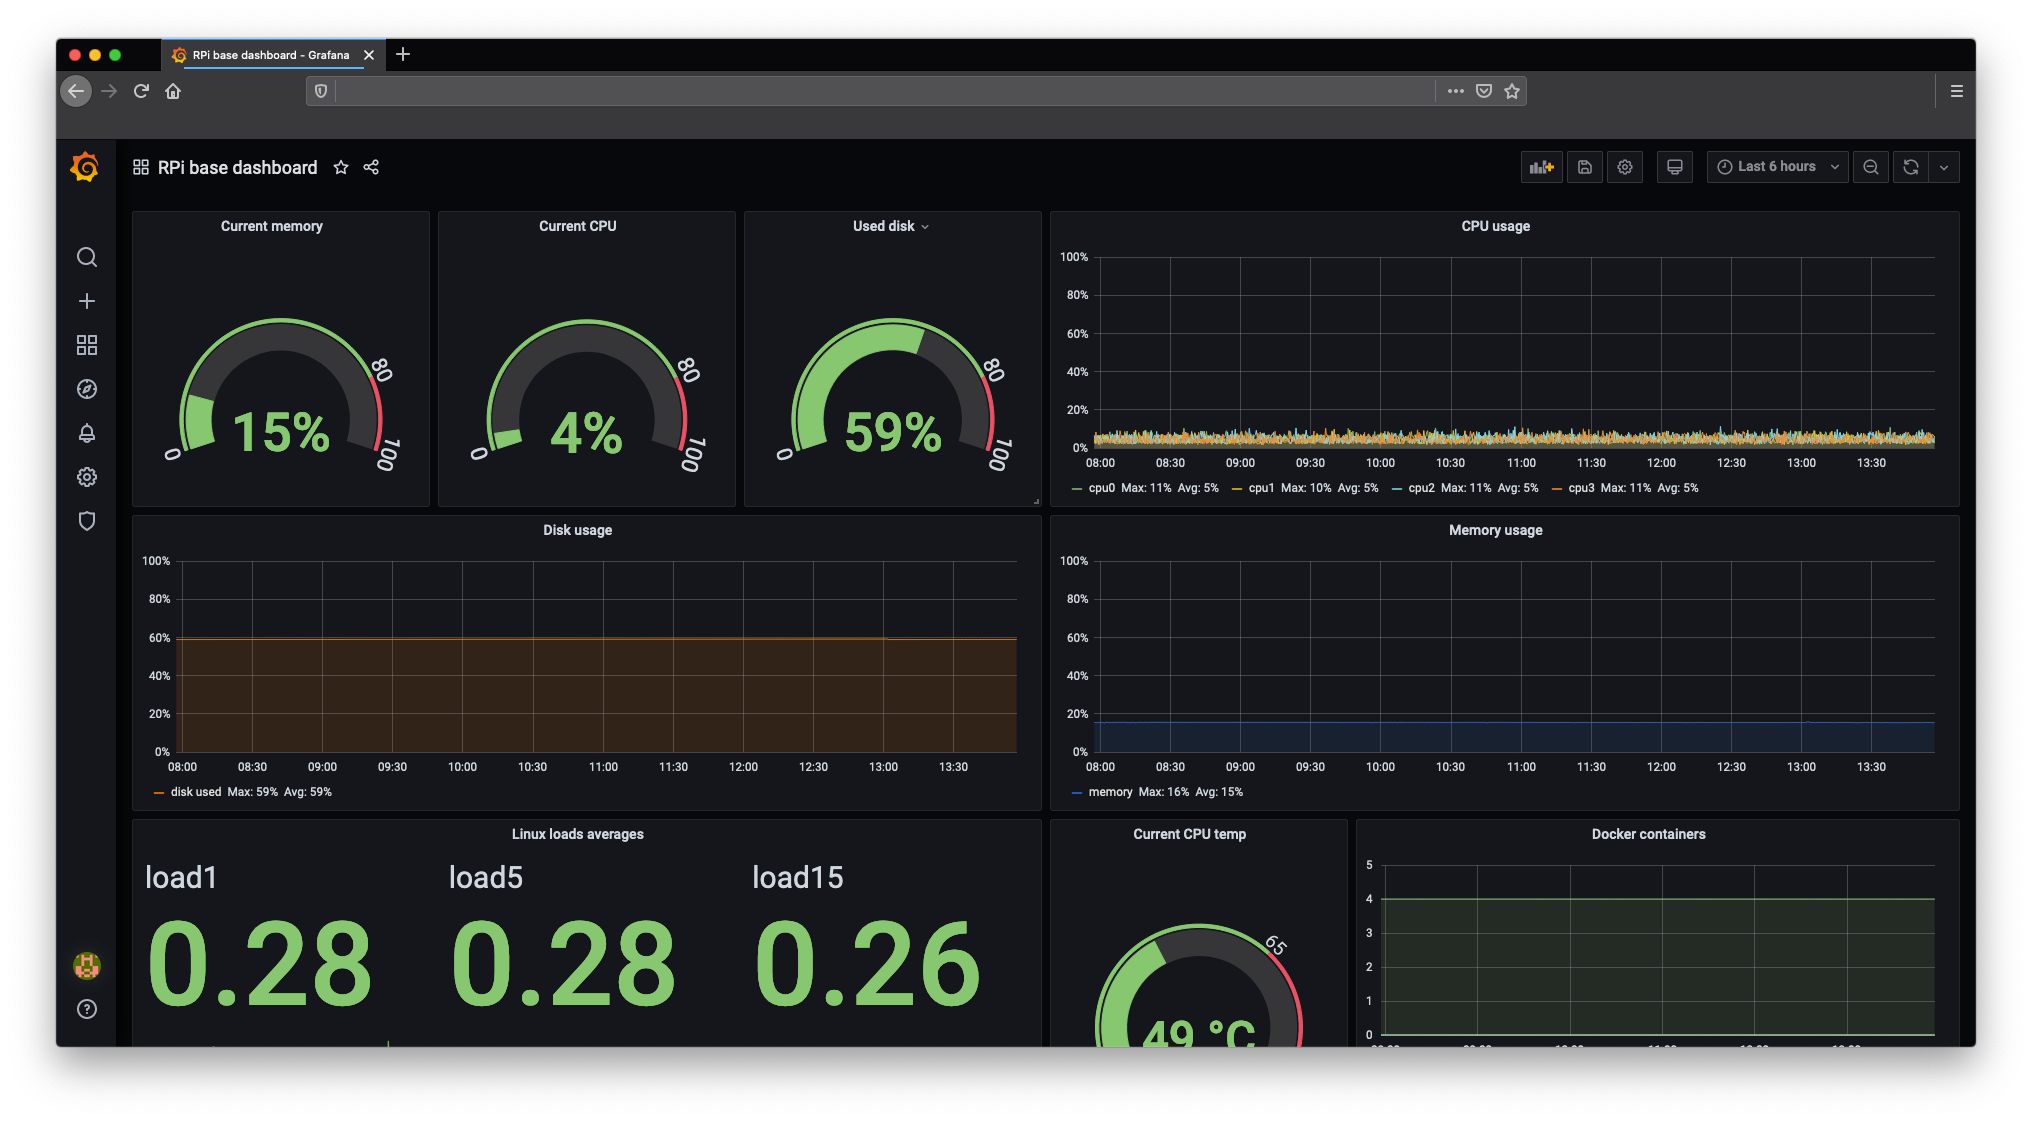 RPi base dashboard - Grafana
RPi base dashboard
Last 6 hours
Current memory
0
80
100
15%
Current CPU
0
80
100
4%
Used disk
0
80
100
59%
CPU usage
100%
80%
60%
40%
20%
0%
08:00 08:30 09:00 09:30 10:00 10:30 11:00 11:30 12:00 12:30 13:00 13:30
cpu0 Max: 11% Avg: 5% cpu1 Max: 10% Avg: 5% cpu2 Max: 11% Avg: 5% cpu3 Max: 11% Avg: 5%
Disk usage
100%
80%
60%
40%
20%
0%
08:00 08:30 09:00 09:30 10:00 10:30 11:00 11:30 12:00 12:30 13:00 13:30
disk used Max: 59% Avg: 59%
Memory usage
100%
80%
60%
40%
20%
0%
08:00 08:30 09:00 09:30 10:00 10:30 11:00 11:30 12:00 12:30 13:00 13:30
memory Max: 16% Avg: 15%
Linux loads averages
load1 load5 load15
0.28 0.28 0.26
Current CPU temp
65
49 °C
Docker containers
5
4
3
2
1
0